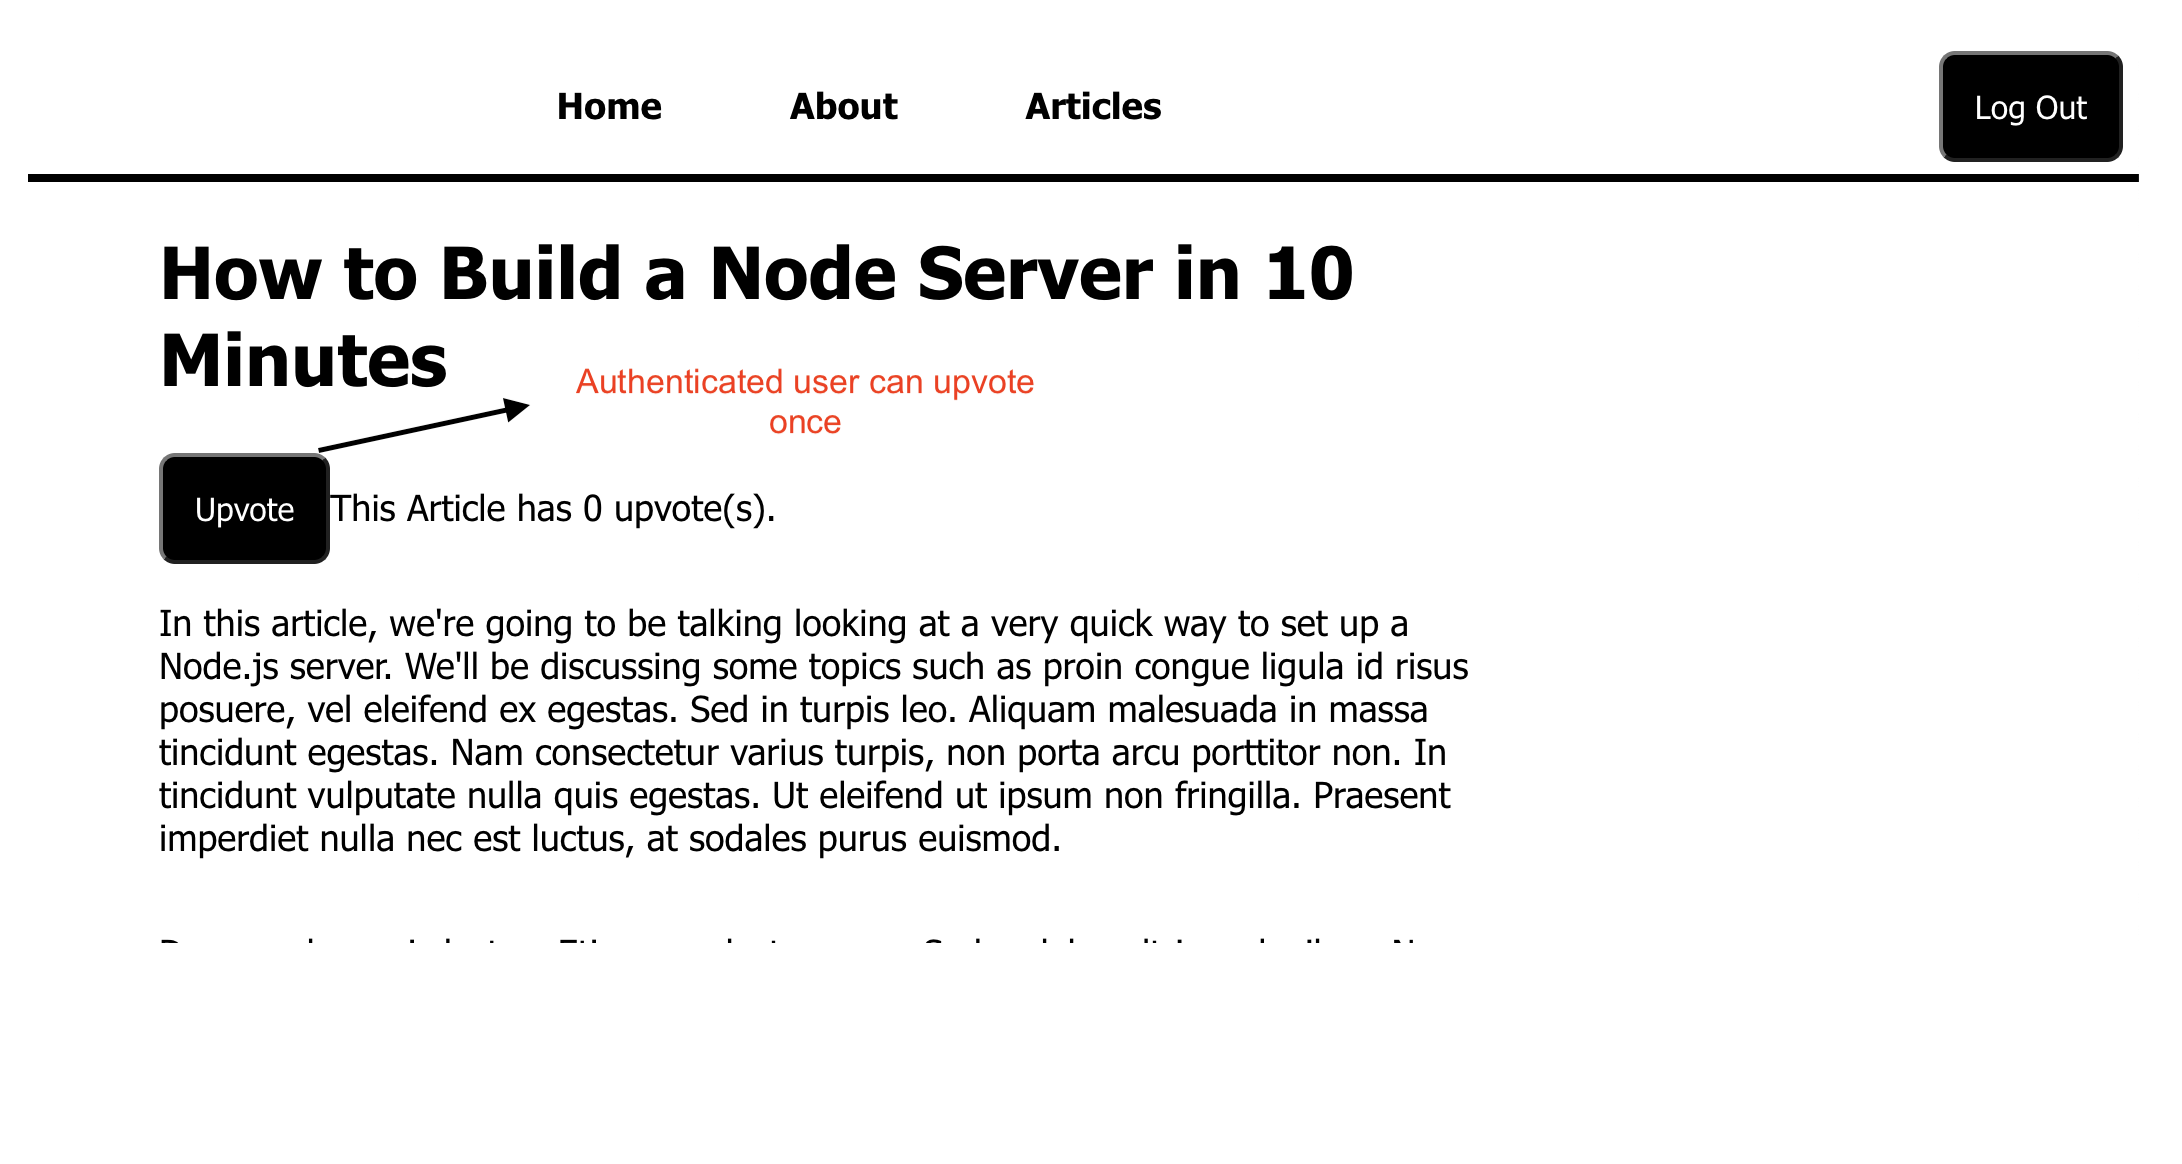 Home About Articles Log Out
How to Build a Node Server in 10
Minutes
Authenticated user can upvote
once
Upvote This Article has 0 upvote(s).
In this article, we're going to be talking looking at a very quick way to set up a
Node.js server. We'll be discussing some topics such as proin congue ligula id risus
posuere, vel eleifend ex egestas. Sed in turpis leo. Aliquam malesuada in massa
tincidunt egestas. Nam consectetur varius turpis, non porta arcu porttitor non. In
tincidunt vulputate nulla quis egestas. Ut eleifend ut ipsum non fringilla. Praesent
imperdiet nulla nec est luctus, at sodales purus euismod.